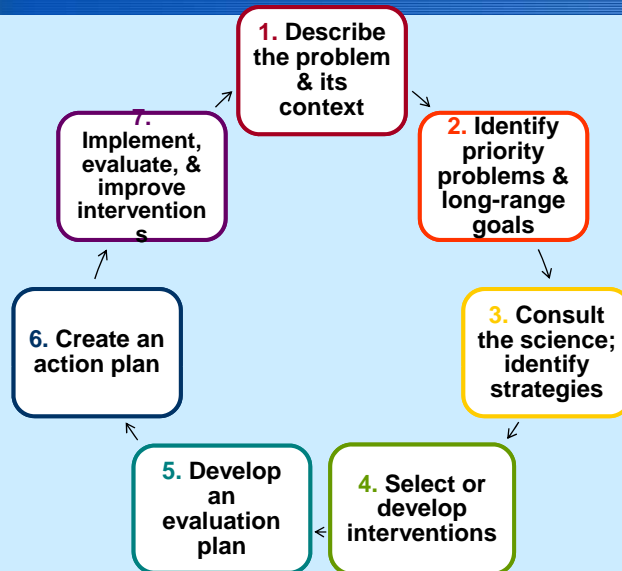 1. Describe
the problem
& its
context
2. Identify
priority
problems &
long-range
goals
3. Consult
the science;
identify
strategies
4. Select or
develop
interventions
5. Develop
an
evaluation
plan
6. Create an
action plan
7.
Implement,
evaluate, &
improve
intervention
s